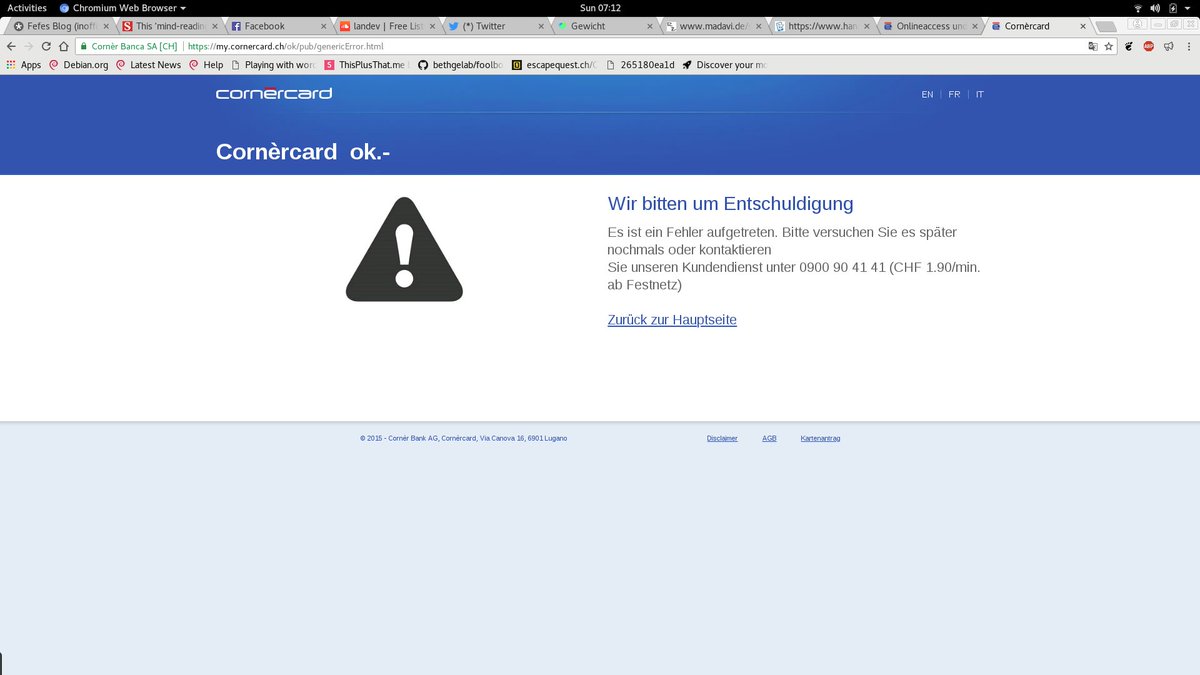 Activities Chromium Web Browser Sun 07:12
Fefes Blog (inoff This 'mind-readin Facebook landev | Free List (*) Twitter Gewicht www.madavi.de/ https://www.han Onlineaccess und Cornèrcard
Cornèr Banca SA [CH] https://my.cornercard.ch/ok/pub/genericError.html
Apps Debian.org Latest News Help Playing with word ThisPlusThat.me bethgelab/foolbo escapequest.ch/ 265180ea1d Discover your mo
cornèrcard
EN | FR | IT
Cornèrcard ok.-
Wir bitten um Entschuldigung
Es ist ein Fehler aufgetreten. Bitte versuchen Sie es später
nochmals oder kontaktieren
Sie unseren Kundendienst unter 0900 90 41 41 (CHF 1.90/min.
ab Festnetz)
Zurück zur Hauptseite
© 2015 - Cornèr Bank AG, Cornèrcard, Via Canova 16, 6901 Lugano
Disclaimer AGB Kartenantrag